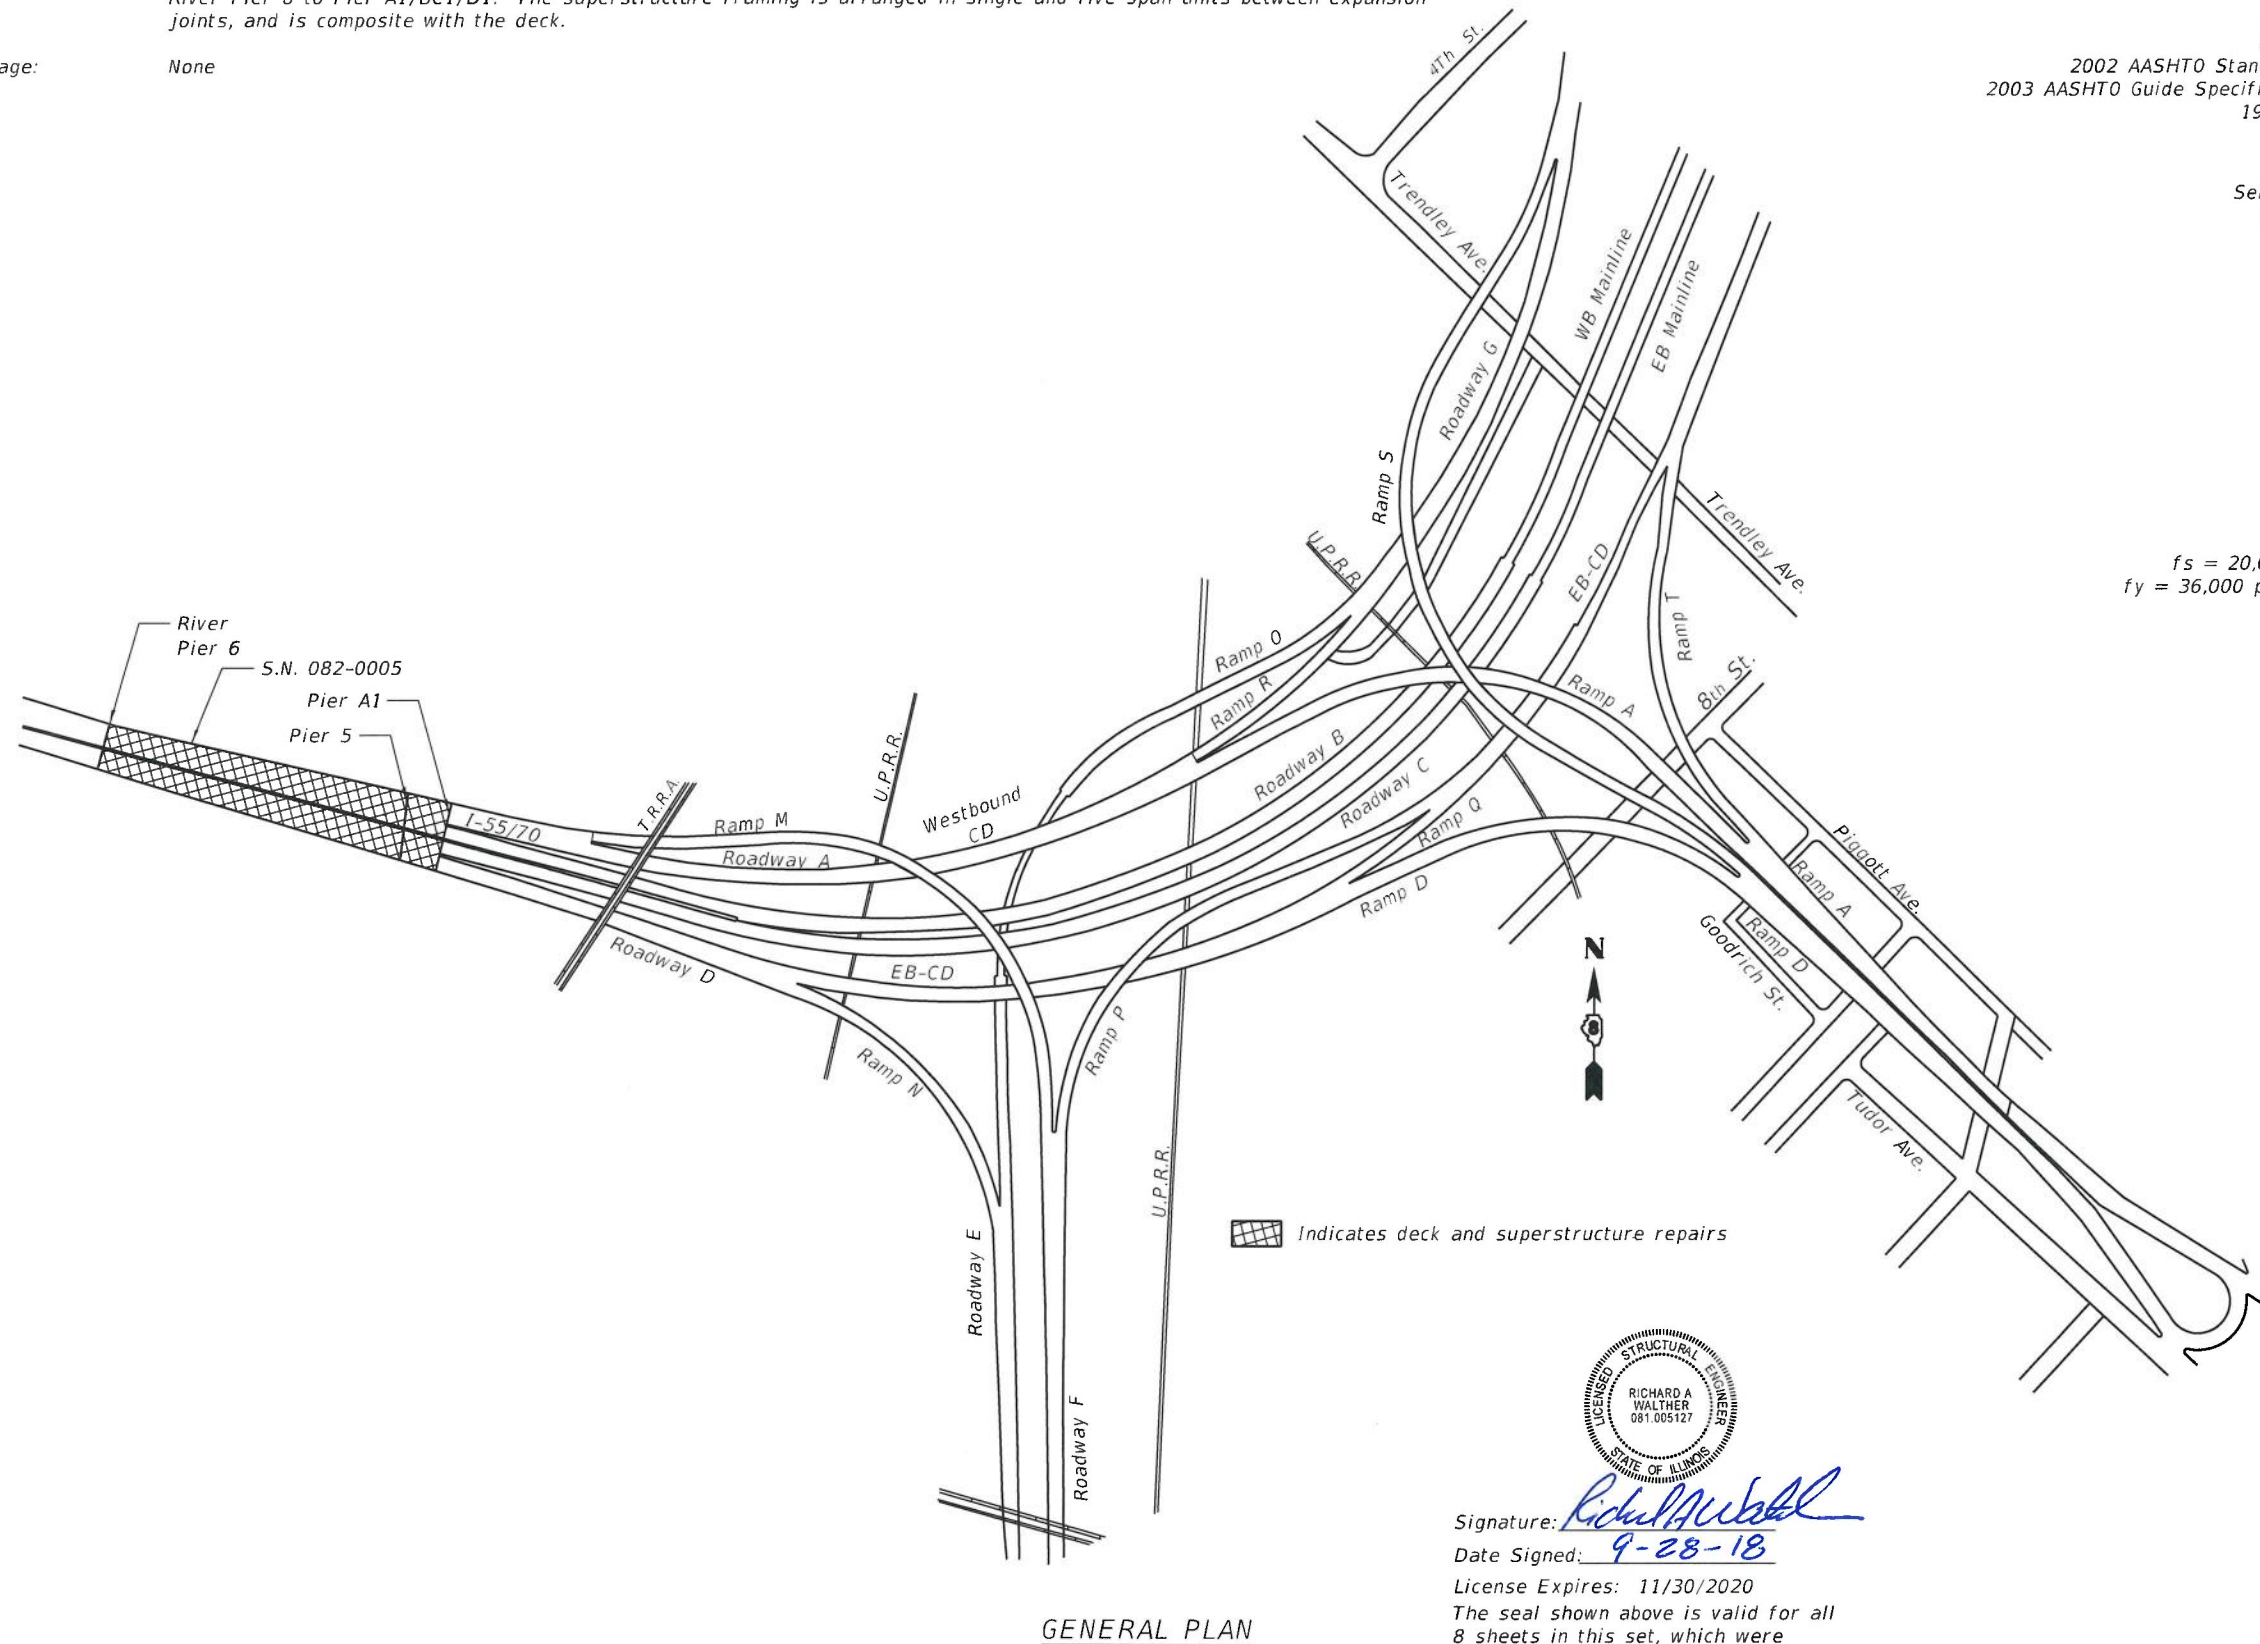 joints, and is composite with the deck.
age:
None
2002 AASHTO Stan
2003 AASHTO Guide Specifi
19
Se
fs = 20,
fy = 36,000 p
4Th St.
Trendley Ave.
WB Mainline
EB Mainline
Roadway G
Ramp S
Trendley Ave.
U.P.R.R.
EB-CD
Ramp T
River
Pier 6
S.N. 082-0005
Pier A1
Pier 5
Ramp O
Ramp R
Ramp A
8th St.
U.P.R.R.
T.R.R.A.
I-55/70
Ramp M
Roadway A
Westbound
CD
Roadway B
Roadway C
Ramp Q
Ramp D
Piggott Ave.
Ramp A
Ramp D
Goodrich St.
Roadway D
EB-CD
Ramp N
Ramp P
N
8
Tudor Ave.
U.P.R.R.
Roadway E
Roadway F
Indicates deck and superstructure repairs
LICENSED STRUCTURAL ENGINEER
RICHARD A
WALTHER
081.005127
STATE OF ILLINOIS
Signature:
Date Signed: 9-28-18
License Expires: 11/30/2020
The seal shown above is valid for all
8 sheets in this set, which were
GENERAL PLAN